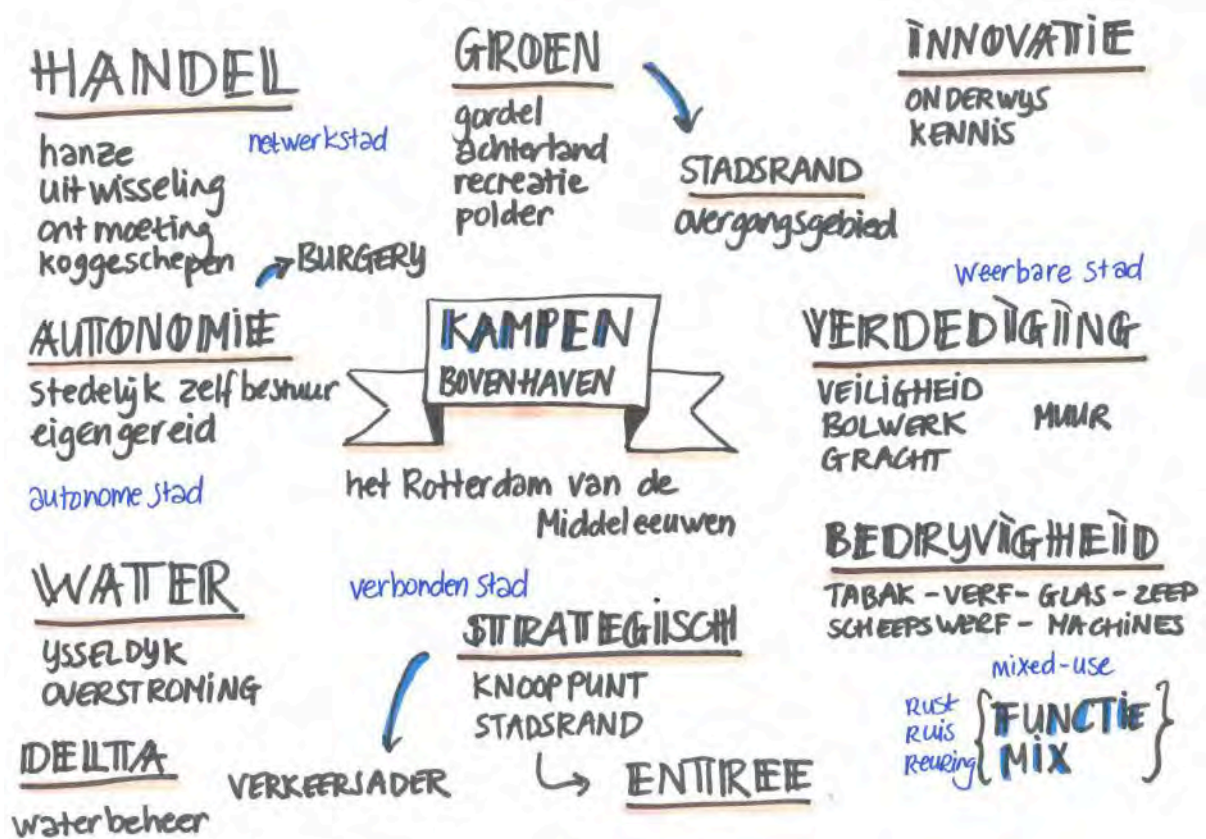 HANDEL
hanze
uitwisseling
ontmoeting
koggeschepen
netwerkstad
BURGERY
GROEN
gordel
achterland
recreatie
polder
STADSRAND
overgangsgebied
INNOVATIE
ONDERWYS
KENNIS
AUTONOMIE
stedelijk zelfbestuur
eigengereid
autonome stad
KAMPEN
BOVENHAVEN
het Rotterdam van de
Middeleeuwen
weerbare stad
VERDEDIGING
VEILIGHEID
BOLWERK
GRACHT
MUUR
WATER
YSSELDYK
OVERSTROMING
DELTA
waterbeheer
verbonden stad
STRATEGISCH
KNOOPPUNT
STADSRAND
VERKEERSADER
ENTREE
BEDRYVIGHEID
TABAK - VERF - GLAS - ZEEP
SCHEEPSWERF - MACHINES
mixed-use
Rust
Ruis
Reuring
FUNCTIE
MIX